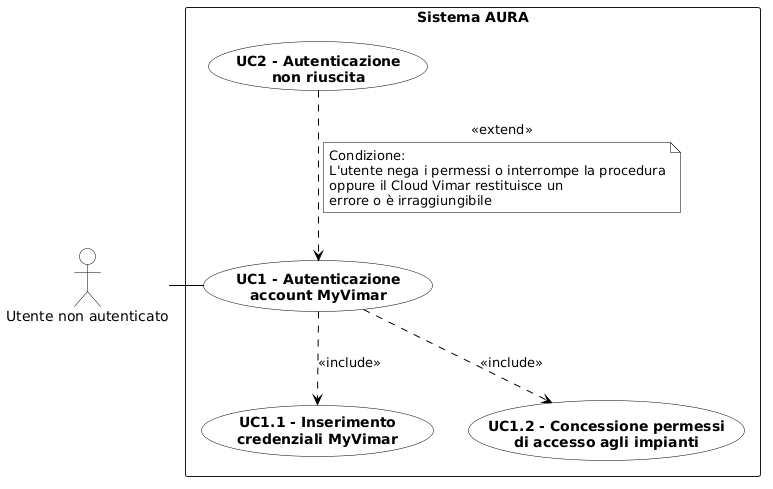 Sistema AURA
UC2 - Autenticazione
non riuscita
«extend»
Condizione:
L'utente nega i permessi o interrompe la procedura
oppure il Cloud Vimar restituisce un
errore o è irraggiungibile
UC1 - Autenticazione
account MyVimar
Utente non autenticato
«include»
«include»
UC1.1 - Inserimento
credenziali MyVimar
UC1.2 - Concessione permessi
di accesso agli impianti